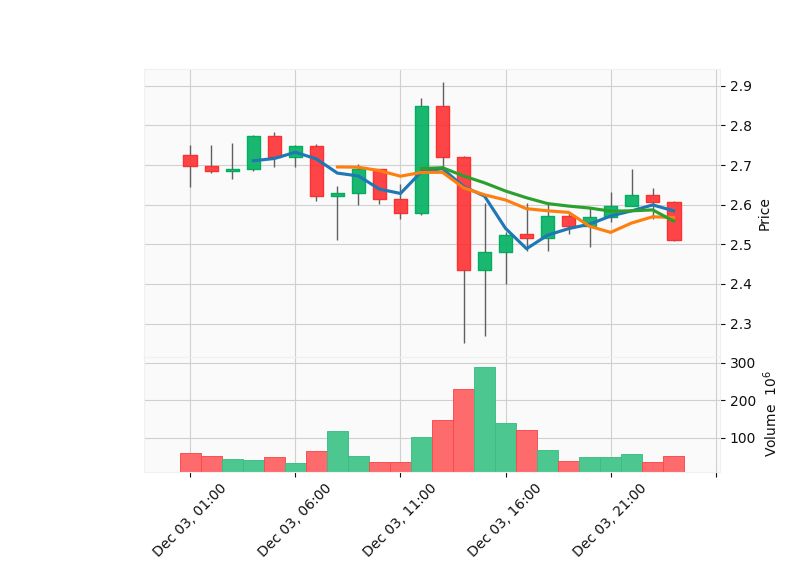 2.9
2.8
2.7
2.6
2.5
2.4
2.3
Price
300
200
100
Volume 10^6
Dec 03, 01:00
Dec 03, 06:00
Dec 03, 11:00
Dec 03, 16:00
Dec 03, 21:00